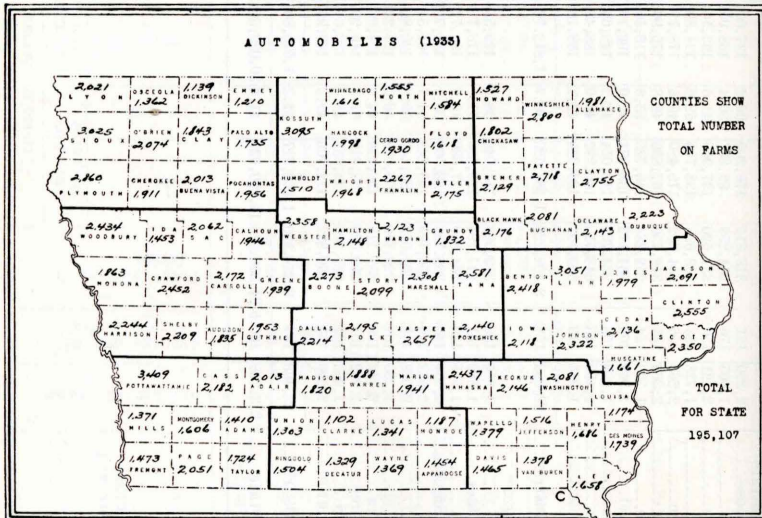 AUTOMOBILES (1933)
COUNTIES SHOW
TOTAL NUMBER
ON FARMS
2,021
LYON
OSCEOLA
1,362
1,139
DICKINSON
EMMET
1,210
3,025
SIOUX
O'BRIEN
2,074
1,843
CLAY
PALO ALTO
1,735
2,860
PLYMOUTH
CHEROKEE
1,911
2,013
BUENA VISTA
POCAHONTAS
1,956
KOSSUTH
3,095
WINNEBAGO
1,616
1,555
WORTH
MITCHELL
1,584
HANCOCK
1,998
CERRO GORDO
1,930
FLOYD
1,618
HUMBOLDT
1,510
WRIGHT
1,968
2,267
FRANKLIN
BUTLER
2,175
1,527
HOWARD
WINNESHIEK
2,800
1,981
ALLAMAKEE
1,802
CHICKASAW
BREMER
2,129
FAYETTE
2,718
CLAYTON
2,755
BLACK HAWK
2,176
2,081
BUCHANAN
DELAWARE
2,143
2,223
DUBUQUE
2,434
WOODBURY
IDA
1,453
2,062
SAC
CALHOUN
1,946
1,863
MONONA
CRAWFORD
2,452
2,172
CARROLL
GREENE
1,939
2,244
HARRISON
SHELBY
2,209
AUDUBON
1,835
1,953
GUTHRIE
2,358
WEBSTER
HAMILTON
2,148
2,123
HARDIN
GRUNDY
1,832
2,273
BOONE
STORY
2,099
2,308
MARSHALL
2,581
TAMA
DALLAS
2,214
2,195
POLK
JASPER
2,657
2,140
POWESHIEK
BENTON
2,418
3,051
LINN
JONES
1,979
JACKSON
2,091
CLINTON
2,555
IOWA
2,118
JOHNSON
2,322
CEDAR
2,136
SCOTT
2,350
MUSCATINE
1,661
3,409
POTTAWATTAMIE
CASS
2,182
2,013
ADAIR
1,371
MILLS
MONTGOMERY
1,606
1,410
ADAMS
1,473
FREMONT
PAGE
2,051
1,724
TAYLOR
MADISON
1,820
1,888
WARREN
MARION
1,941
UNION
1,303
1,102
CLARKE
LUCAS
1,341
1,187
MONROE
RINGGOLD
1,504
1,329
DECATUR
WAYNE
1,369
1,454
APPANOOSE
2,437
MAHASKA
KEOKUK
2,146
2,081
WASHINGTON
LOUISA
1,174
WAPELLO
1,379
1,516
JEFFERSON
HENRY
1,686
DES MOINES
1,739
DAVIS
1,465
1,378
VAN BUREN
LEE
1,658
C
TOTAL
FOR STATE
195,107